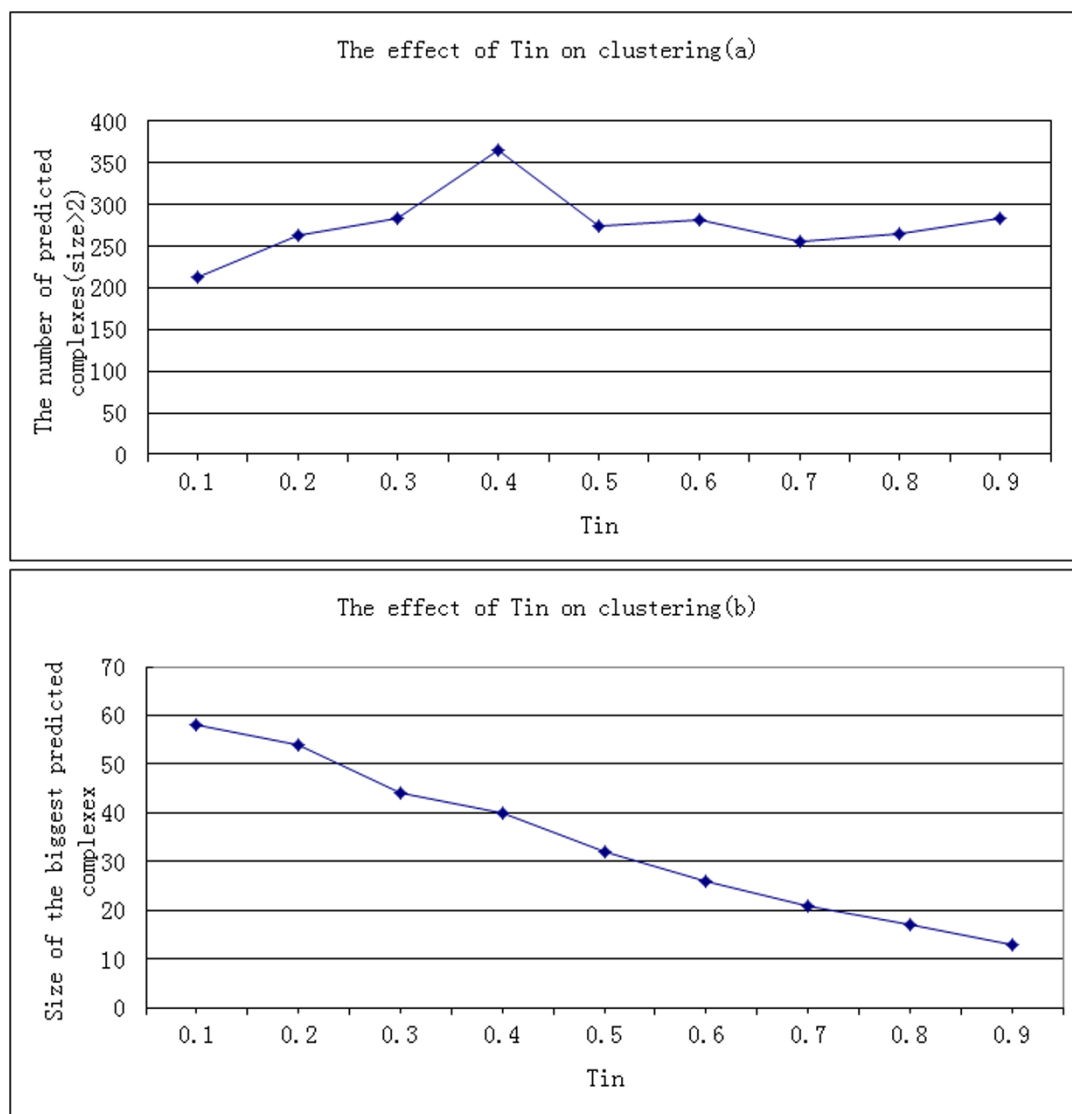 The effect of Tin on clustering(a)
The number of predicted
complexes(size>2)
400
350
300
250
200
150
100
50
0
0.1 0.2 0.3 0.4 0.5 0.6 0.7 0.8 0.9
Tin
The effect of Tin on clustering(b)
Size of the biggest predicted
complexex
70
60
50
40
30
20
10
0
0.1 0.2 0.3 0.4 0.5 0.6 0.7 0.8 0.9
Tin